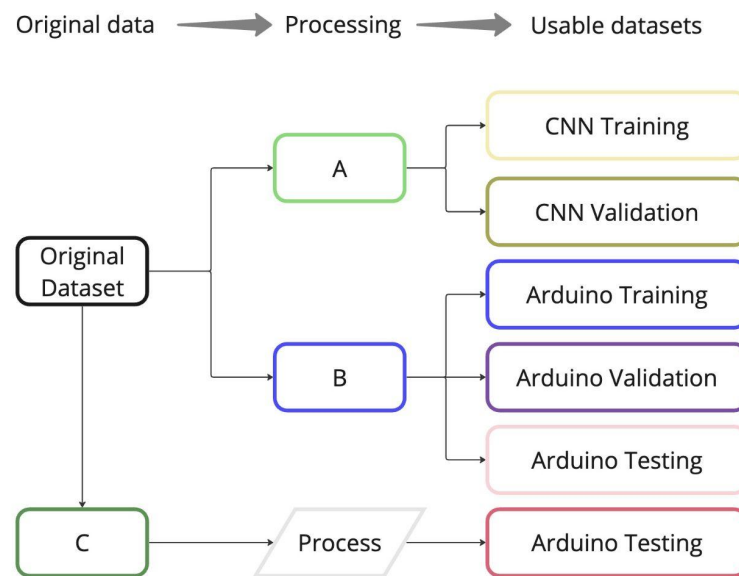 Original data
Processing
Usable datasets
CNN Training
A
CNN Validation
Original
Dataset
Arduino Training
B
Arduino Validation
Arduino Testing
C
Process
Arduino Testing